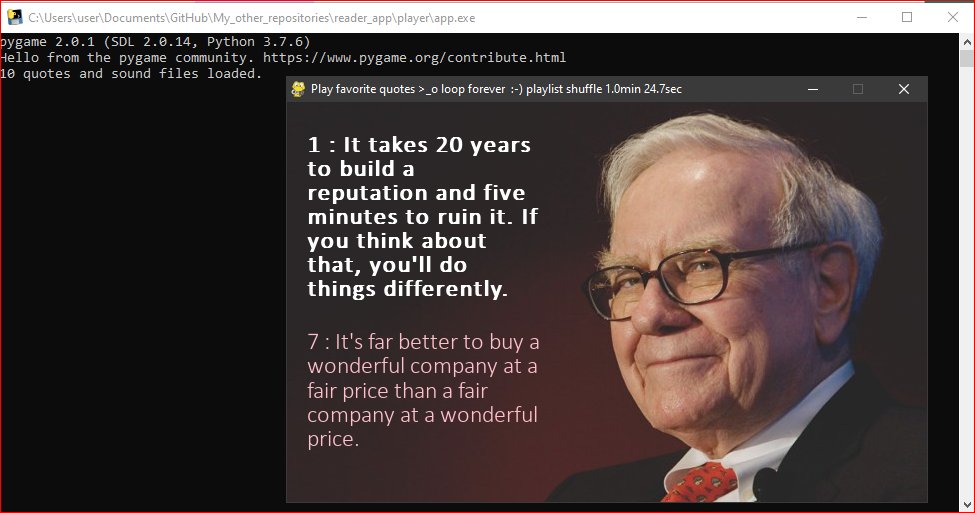 C:\Users\user\Documents\GitHub\My_other_repositories\reader_app\player\app.exe
pygame 2.0.1 (SDL 2.0.14, Python 3.7.6)
Hello from the pygame community. https://www.pygame.org/contribute.html
10 quotes and sound files loaded.
Play favorite quotes >_o loop forever :-) playlist shuffle 1.0min 24.7sec
1 : It takes 20 years
to build a
reputation and five
minutes to ruin it. If
you think about
that, you'll do
things differently.
7 : It's far better to buy a
wonderful company at a
fair price than a fair
company at a wonderful
price.